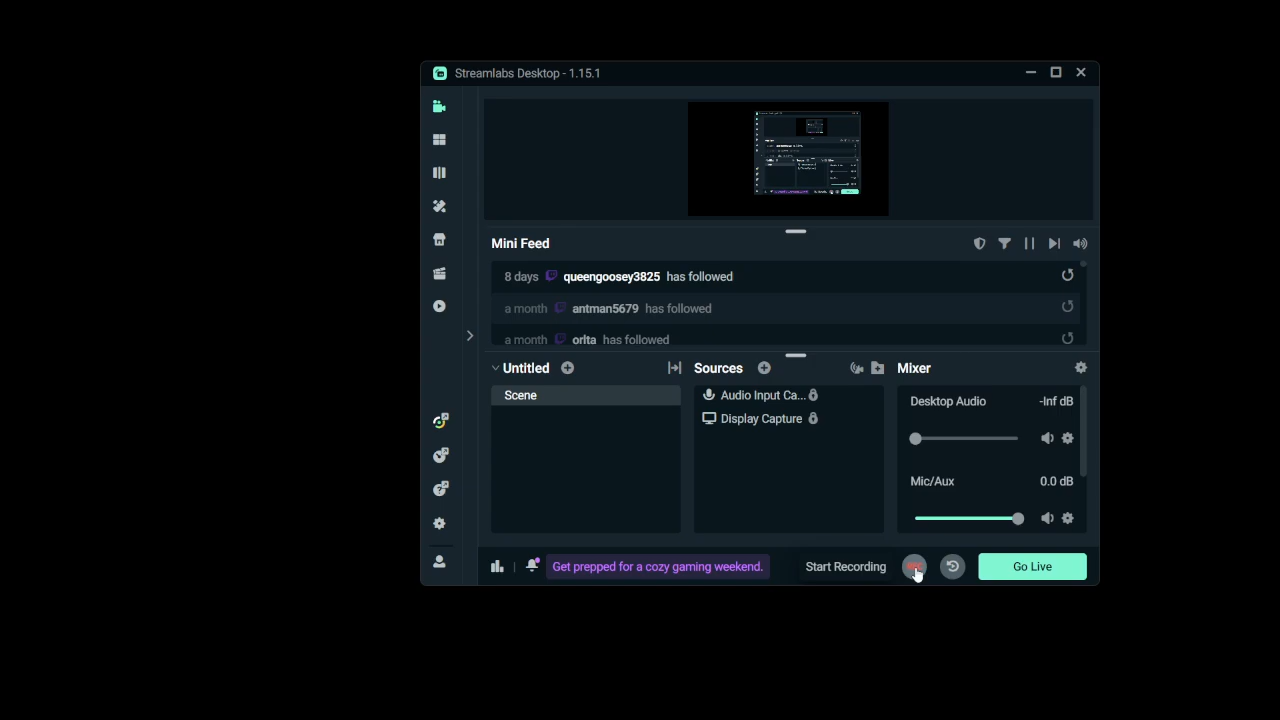 Streamlabs Desktop - 1.15.1
Mini Feed
8 days queengoosey3825 has followed
a month antman5679 has followed
a month orlta has followed
Untitled
Sources
Mixer
Scene
Audio Input Ca...
Display Capture
Desktop Audio -Inf dB
Mic/Aux 0.0 dB
Get prepped for a cozy gaming weekend.
Start Recording
Go Live